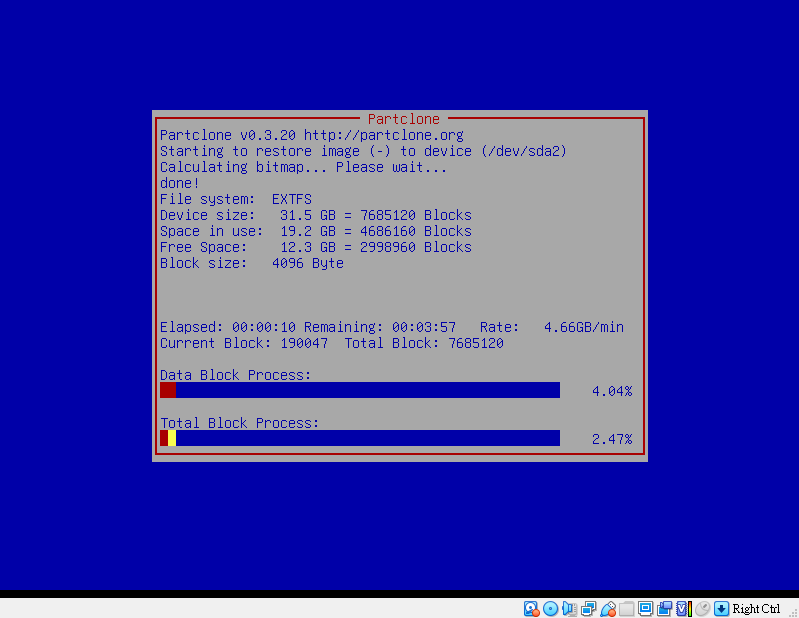 Partclone
Partclone v0.3.20 http://partclone.org
Starting to restore image (-) to device (/dev/sda2)
Calculating bitmap... Please wait...
done!
File system:  EXTFS
Device size:   31.5 GB = 7685120 Blocks
Space in use:  19.2 GB = 4686160 Blocks
Free Space:    12.3 GB = 2998960 Blocks
Block size:   4096 Byte
Elapsed: 00:00:10 Remaining: 00:03:57   Rate:   4.66GB/min
Current Block: 190047  Total Block: 7685120
Data Block Process:
4.04%
Total Block Process:
2.47%
Right Ctrl